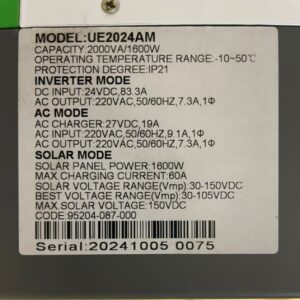 MODEL:UE2024AM
CAPACITY:2000VA/1600W
OPERATING TEMPERATURE RANGE:-10~50℃
PROTECTION DEGREE:IP21
INVERTER MODE
DC INPUT:24VDC,83.3A
AC OUTPUT:220VAC,50/60HZ,7.3A,1Φ
AC MODE
AC CHARGER:27VDC,19A
AC INPUT:220VAC,50/60HZ,9.1A,1Φ
AC OUTPUT:220VAC,50/60HZ,7.3A,1Φ
SOLAR MODE
SOLAR PANEL POWER:1600W
MAX.CHARGING CURRENT:60A
SOLAR VOLTAGE RANGE(Vmp):30-150VDC
BEST VOLTAGE RANGE(Vmp):30-105VDC
MAX.SOLAR VOLTAGE:150VDC
CODE:95204-087-000
Serial:20241005 0075